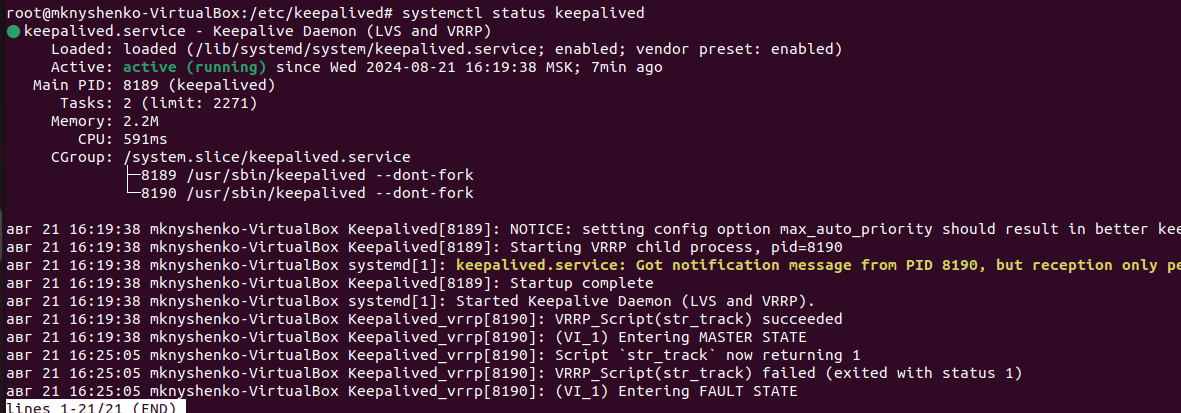 root@mknyshenko-VirtualBox:/etc/keepalived# systemctl status keepalived
● keepalived.service - Keepalive Daemon (LVS and VRRP)
     Loaded: loaded (/lib/systemd/system/keepalived.service; enabled; vendor preset: enabled)
     Active: active (running) since Wed 2024-08-21 16:19:38 MSK; 7min ago
   Main PID: 8189 (keepalived)
      Tasks: 2 (limit: 2271)
     Memory: 2.2M
        CPU: 591ms
     CGroup: /system.slice/keepalived.service
             ├─8189 /usr/sbin/keepalived --dont-fork
             └─8190 /usr/sbin/keepalived --dont-fork

авг 21 16:19:38 mknyshenko-VirtualBox Keepalived[8189]: NOTICE: setting config option max_auto_priority should result in better kee
авг 21 16:19:38 mknyshenko-VirtualBox Keepalived[8189]: Starting VRRP child process, pid=8190
авг 21 16:19:38 mknyshenko-VirtualBox systemd[1]: keepalived.service: Got notification message from PID 8190, but reception only pe
авг 21 16:19:38 mknyshenko-VirtualBox Keepalived[8189]: Startup complete
авг 21 16:19:38 mknyshenko-VirtualBox systemd[1]: Started Keepalive Daemon (LVS and VRRP).
авг 21 16:19:38 mknyshenko-VirtualBox Keepalived_vrrp[8190]: VRRP_Script(str_track) succeeded
авг 21 16:19:38 mknyshenko-VirtualBox Keepalived_vrrp[8190]: (VI_1) Entering MASTER STATE
авг 21 16:25:05 mknyshenko-VirtualBox Keepalived_vrrp[8190]: Script `str_track` now returning 1
авг 21 16:25:05 mknyshenko-VirtualBox Keepalived_vrrp[8190]: VRRP_Script(str_track) failed (exited with status 1)
авг 21 16:25:05 mknyshenko-VirtualBox Keepalived_vrrp[8190]: (VI_1) Entering FAULT STATE
lines 1-21/21 (END)